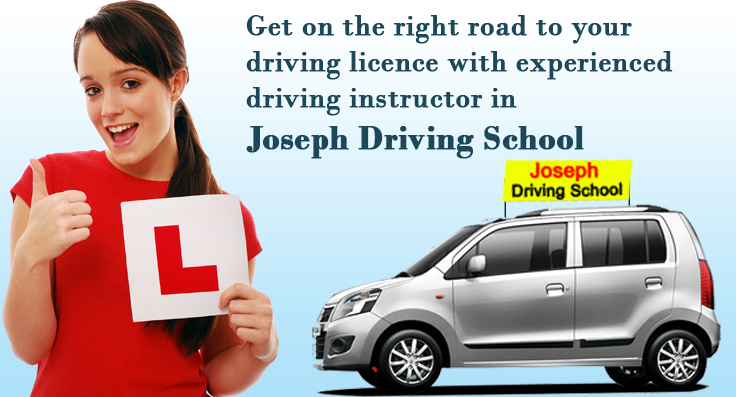 Get on the right road to your
driving licence with experienced
driving instructor in
Joseph Driving School
Joseph
Driving School
L